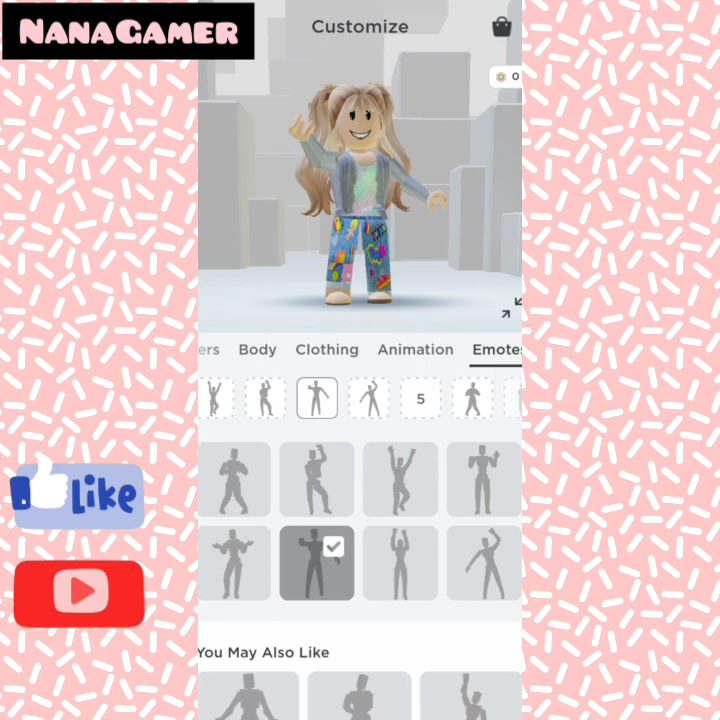 NANAGAMER
Customize
0
ers Body Clothing Animation Emotes
5
Like
You May Also Like